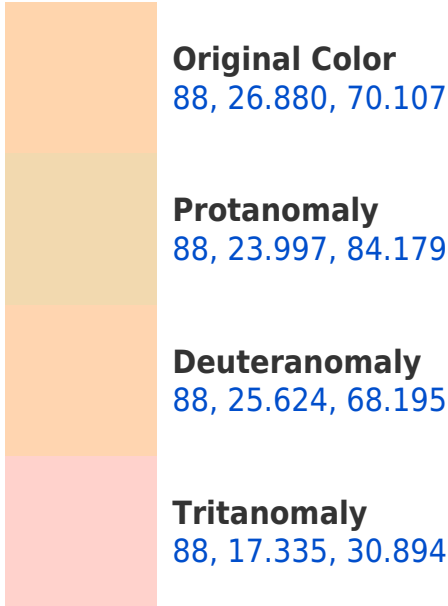 Original Color
88, 26.880, 70.107
Protanomaly
88, 23.997, 84.179
Deuteranomaly
88, 25.624, 68.195
Tritanomaly
88, 17.335, 30.894